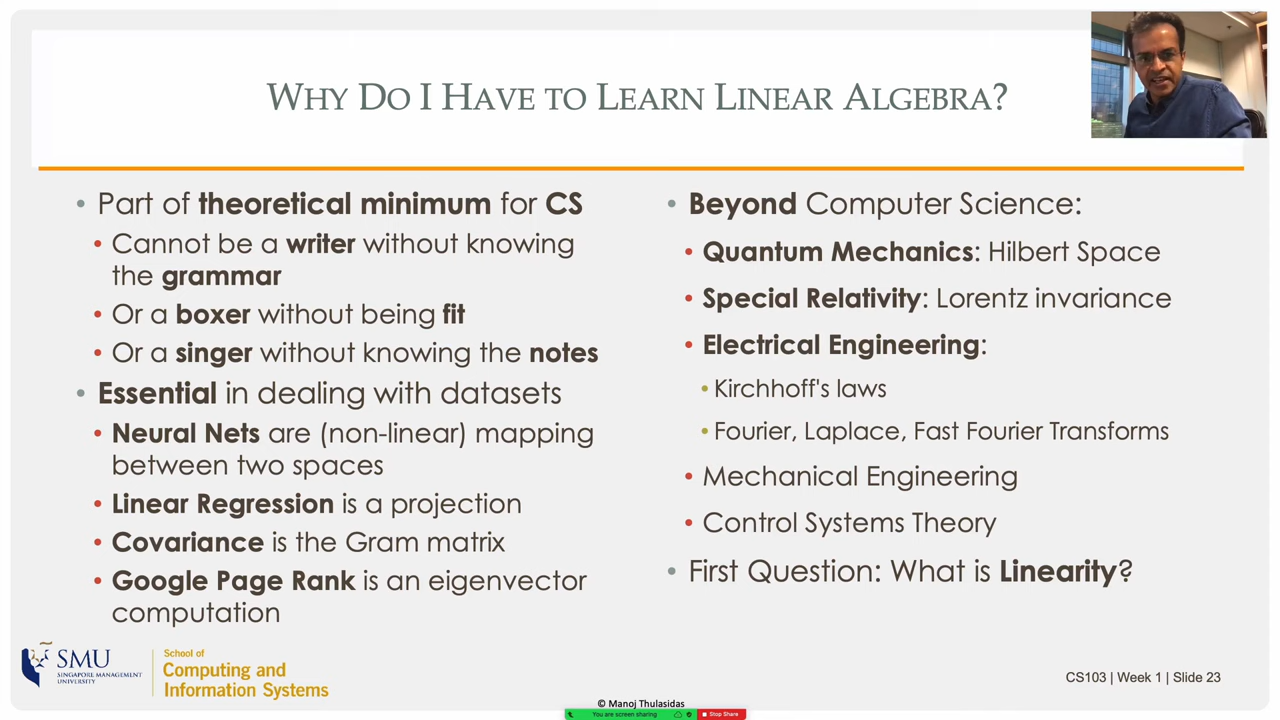 WHY DO I HAVE TO LEARN LINEAR ALGEBRA?
• Part of theoretical minimum for CS
• Cannot be a writer without knowing
the grammar
• Or a boxer without being fit
• Or a singer without knowing the notes
• Essential in dealing with datasets
• Neural Nets are (non-linear) mapping
between two spaces
• Linear Regression is a projection
• Covariance is the Gram matrix
• Google Page Rank is an eigenvector
computation
• Beyond Computer Science:
• Quantum Mechanics: Hilbert Space
• Special Relativity: Lorentz invariance
• Electrical Engineering:
• Kirchhoff's laws
• Fourier, Laplace, Fast Fourier Transforms
• Mechanical Engineering
• Control Systems Theory
• First Question: What is Linearity?
SMU
SINGAPORE MANAGEMENT
UNIVERSITY
School of
Computing and
Information Systems
CS103 | Week 1 | Slide 23
© Manoj Thulasidas
You are screen sharing
Stop Share